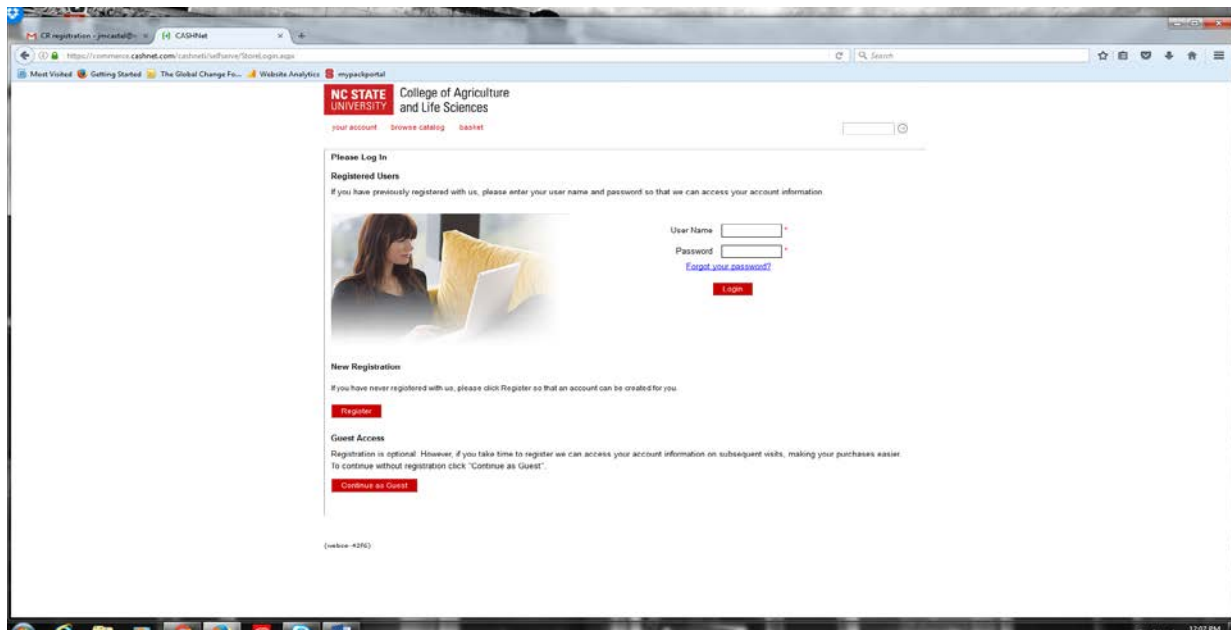 CR registration - jmcastel@n
CASHNet
https://commerce.cashnet.com/cashneti/selfserve/StoreLogin.aspx
Search
Most Visited Getting Started The Global Change Fo... Website Analytics mypackportal
NC STATE
UNIVERSITY
College of Agriculture
and Life Sciences
your account browse catalog basket
Please Log In
Registered Users
If you have previously registered with us, please enter your user name and password so that we can access your account information.
User Name *
Password *
Forgot your password?
Login
New Registration
If you have never registered with us, please click Register so that an account can be created for you.
Register
Guest Access
Registration is optional. However, if you take time to register we can access your account information on subsequent visits, making your purchases easier.
To continue without registration click "Continue as Guest".
Continue as Guest
12:07 PM